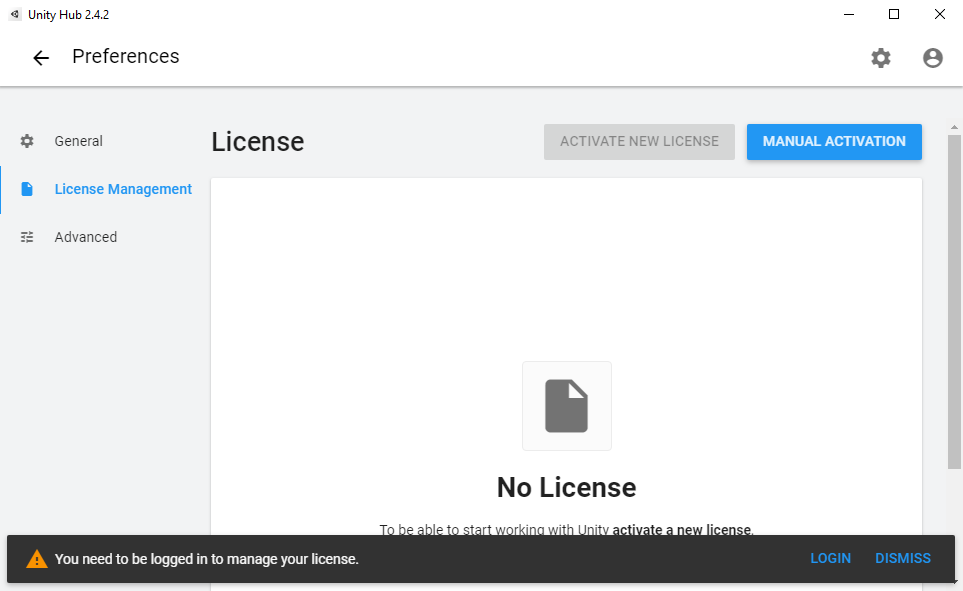 Unity Hub 2.4.2
Preferences
General
License Management
Advanced
License
ACTIVATE NEW LICENSE
MANUAL ACTIVATION
No License
To be able to start working with Unity activate a new license.
You need to be logged in to manage your license.
LOGIN
DISMISS